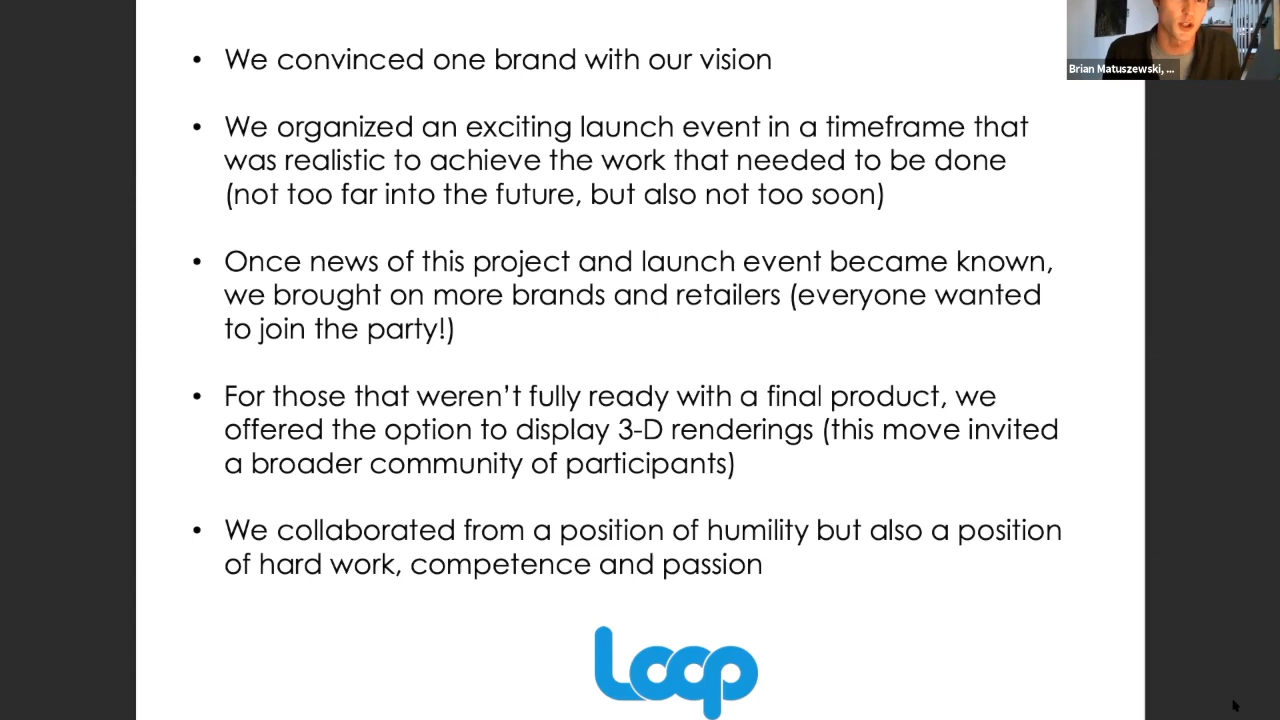 Brian Matuszewski, ...
• We convinced one brand with our vision
• We organized an exciting launch event in a timeframe that
was realistic to achieve the work that needed to be done
(not too far into the future, but also not too soon)
• Once news of this project and launch event became known,
we brought on more brands and retailers (everyone wanted
to join the party!)
• For those that weren’t fully ready with a final product, we
offered the option to display 3-D renderings (this move invited
a broader community of participants)
• We collaborated from a position of humility but also a position
of hard work, competence and passion
Loop